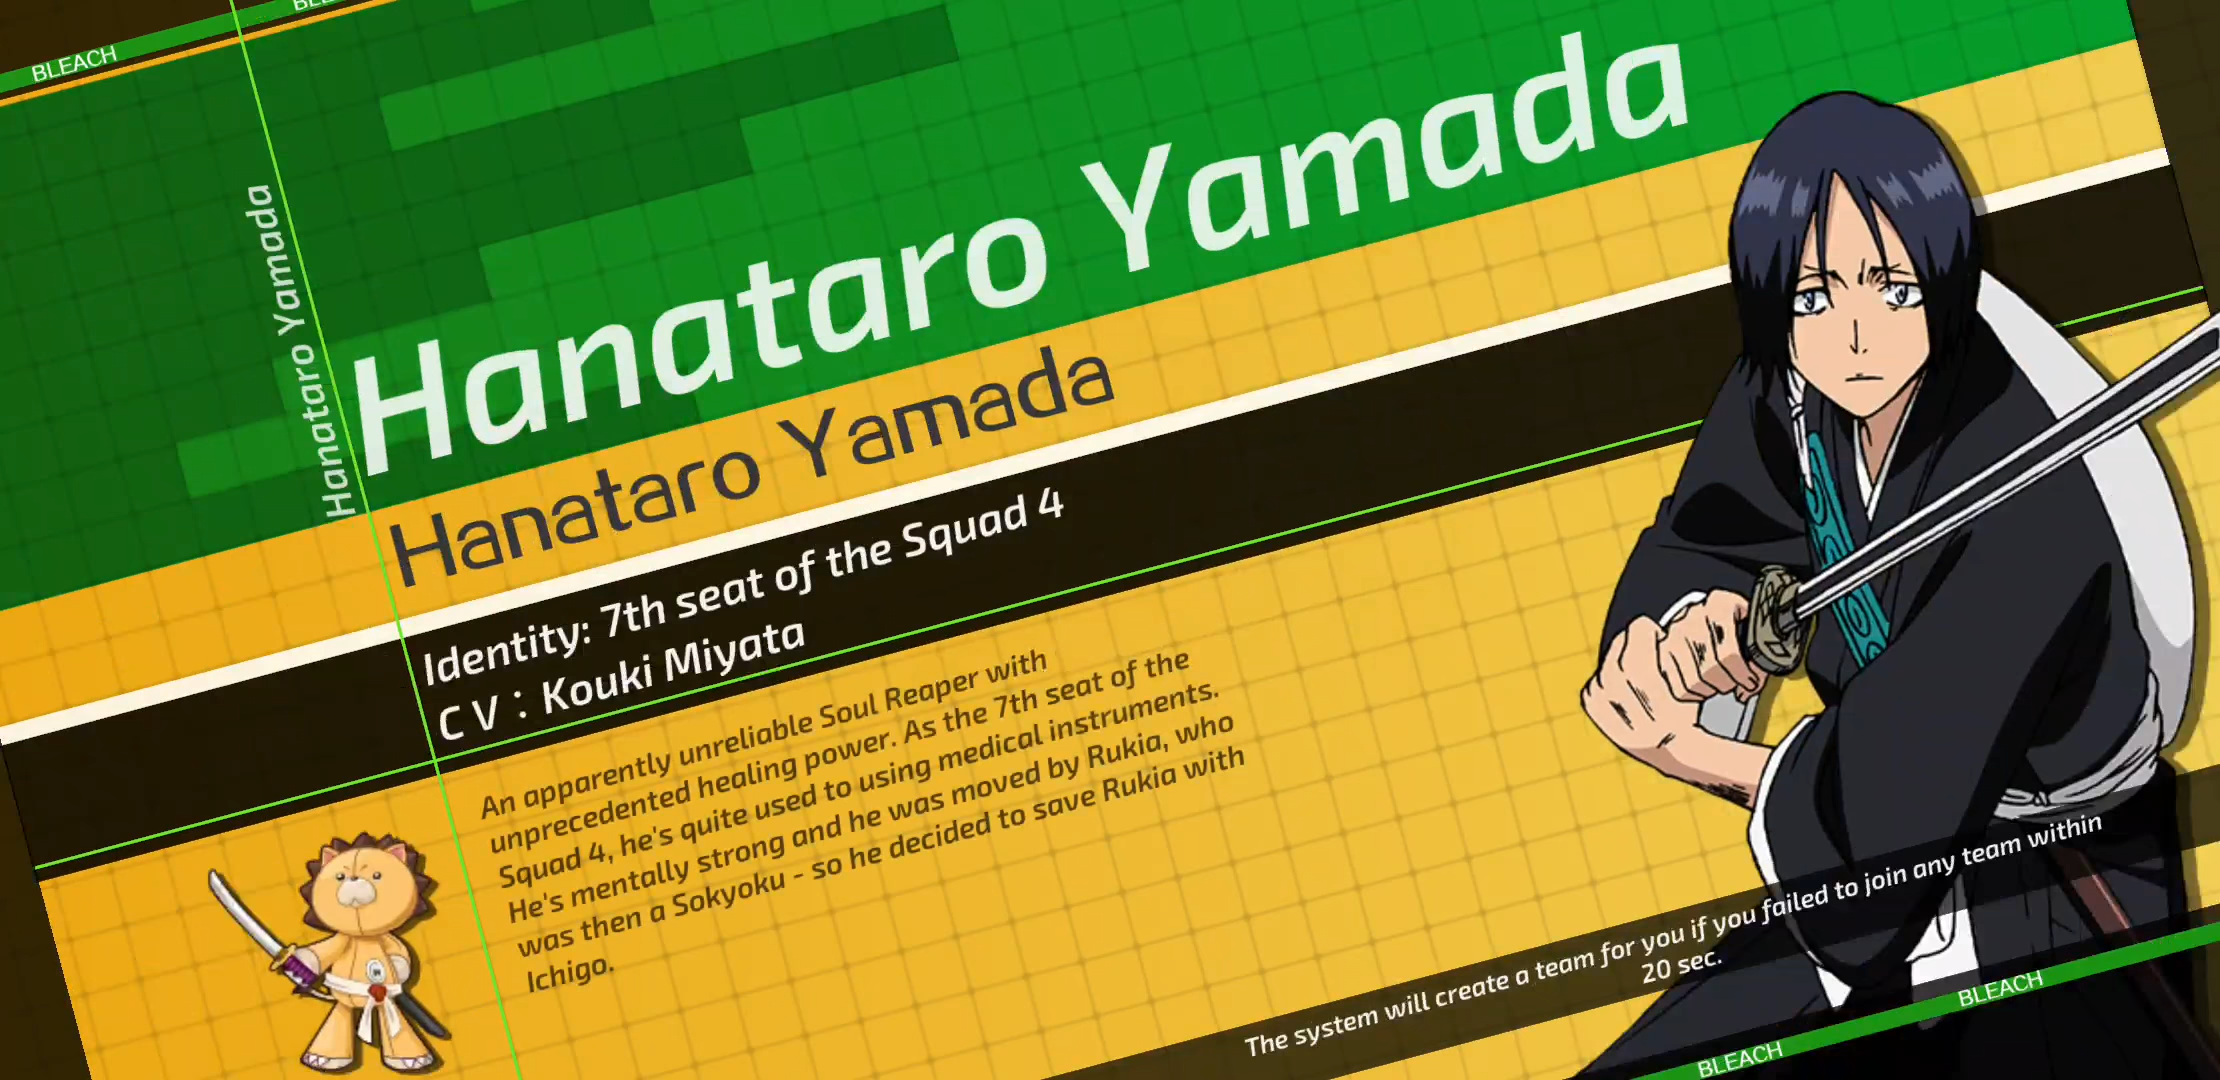 BLEACH
Hanataro Yamada
Hanataro Yamada
Hanataro Yamada
Identity: 7th seat of the Squad 4
C V : Kouki Miyata
An apparently unreliable Soul Reaper with
unprecedented healing power. As the 7th seat of the
Squad 4, he's quite used to using medical instruments.
He's mentally strong and he was moved by Rukia, who
was then a Sokyoku - so he decided to save Rukia with
Ichigo.
The system will create a team for you if you failed to join any team within
20 sec.
BLEACH
BLEACH